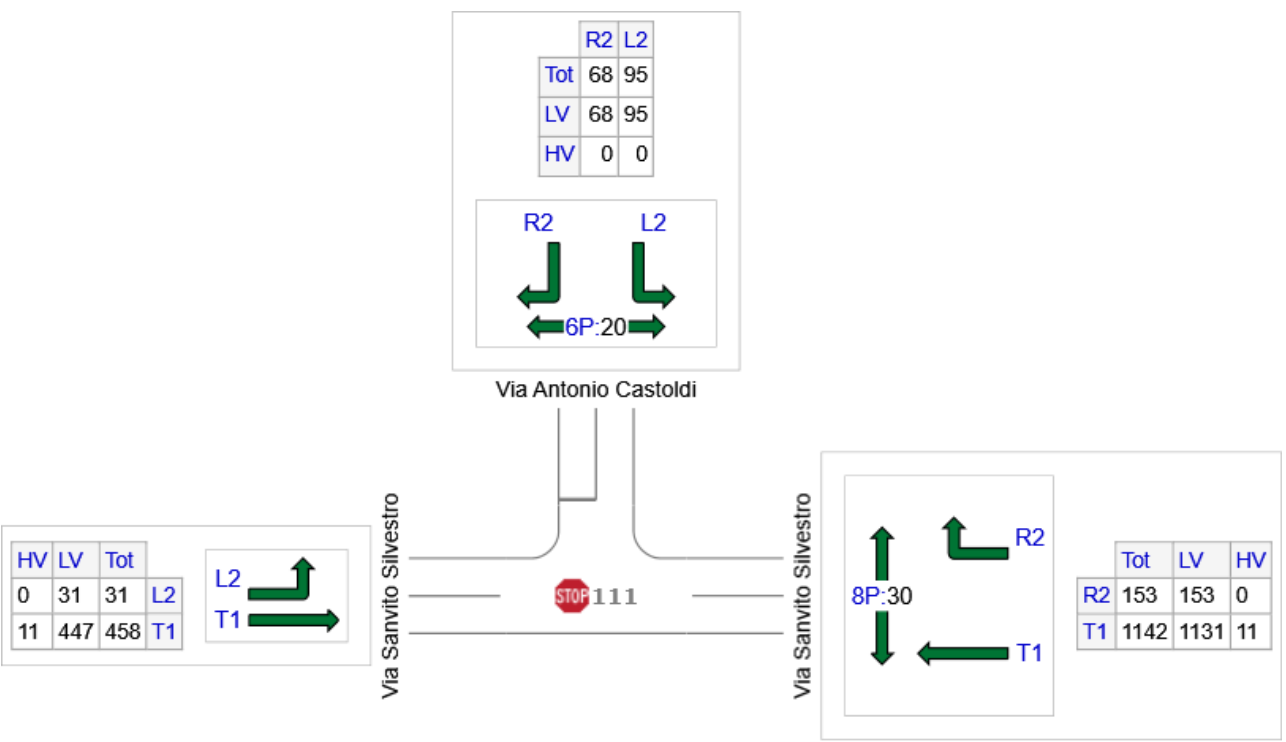 R2 L2
Tot 68 95
LV 68 95
HV 0 0
R2 L2
6P:20
Via Antonio Castoldi
HV LV Tot
0 31 31 L2
11 447 458 T1
L2
T1
Via Sanvito Silvestro
STOP 111
Via Sanvito Silvestro
R2
8P:30
T1
Tot LV HV
R2 153 153 0
T1 1142 1131 11